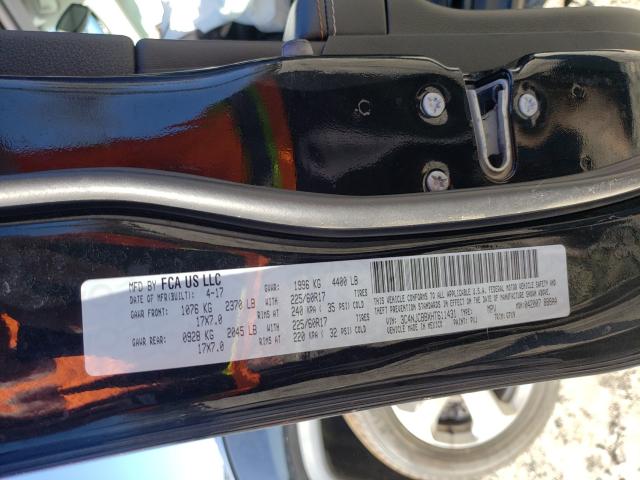 MFD BY FCA US LLC
DATE OF MFR(BUILT): 4-17 GVWR: 1996 KG 4400 LB
GAWR FRONT: 1076 KG 2370 LB WITH 225/60R17 TIRES
17X7.0 RIMS AT 240 KPA ( 35 PSI) COLD
GAWR REAR: 0928 KG 2045 LB WITH 225/60R17 TIRES
17X7.0 RIMS AT 220 KPA ( 32 PSI) COLD
THIS VEHICLE CONFORMS TO ALL APPLICABLE U.S.A. FEDERAL MOTOR VEHICLE SAFETY, BUMPER, AND
THEFT PREVENTION STANDARDS IN EFFECT ON THE DATE OF MANUFACTURE SHOWN ABOVE.
TYPE: MPV
MADE IN MEXICO